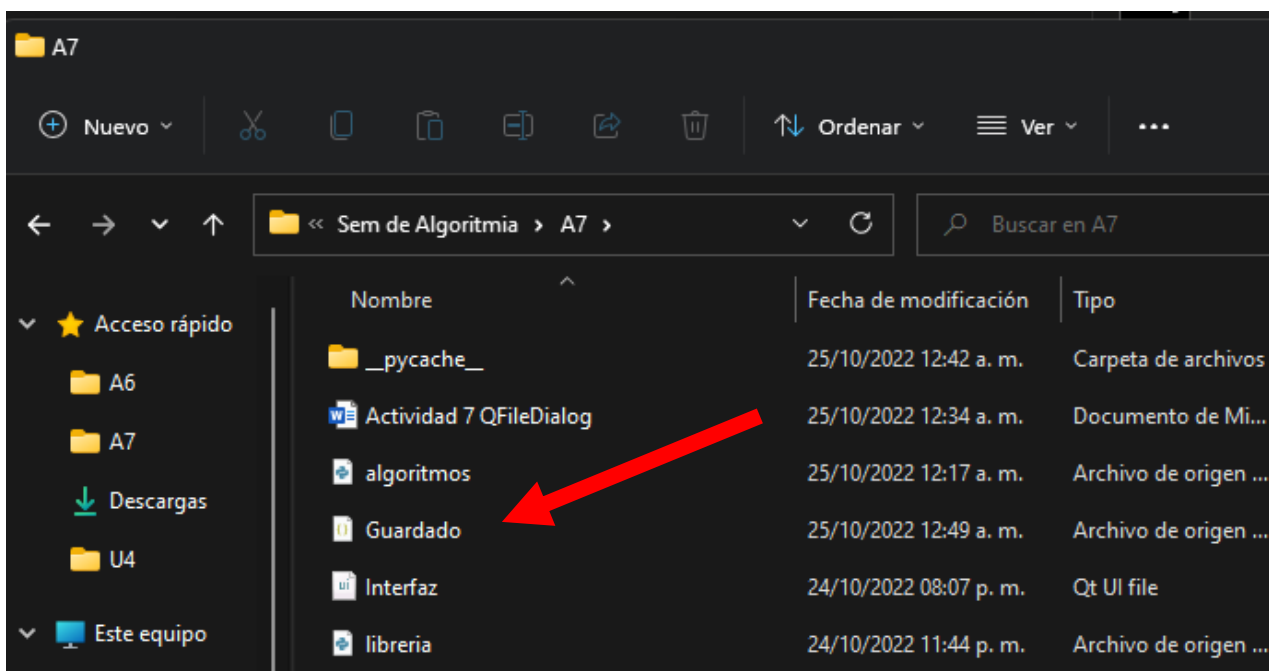 A7
Nuevo Ordenar Ver
« Sem de Algoritmia > A7 > Buscar en A7
Nombre Fecha de modificación Tipo
Acceso rápido
__pycache__ 25/10/2022 12:42 a. m. Carpeta de archivos
A6
Actividad 7 QFileDialog 25/10/2022 12:34 a. m. Documento de Mi...
A7
algoritmos 25/10/2022 12:17 a. m. Archivo de origen ...
Descargas
Guardado 25/10/2022 12:49 a. m. Archivo de origen ...
U4
Interfaz 24/10/2022 08:07 p. m. Qt UI file
Este equipo
libreria 24/10/2022 11:44 p. m. Archivo de origen ...